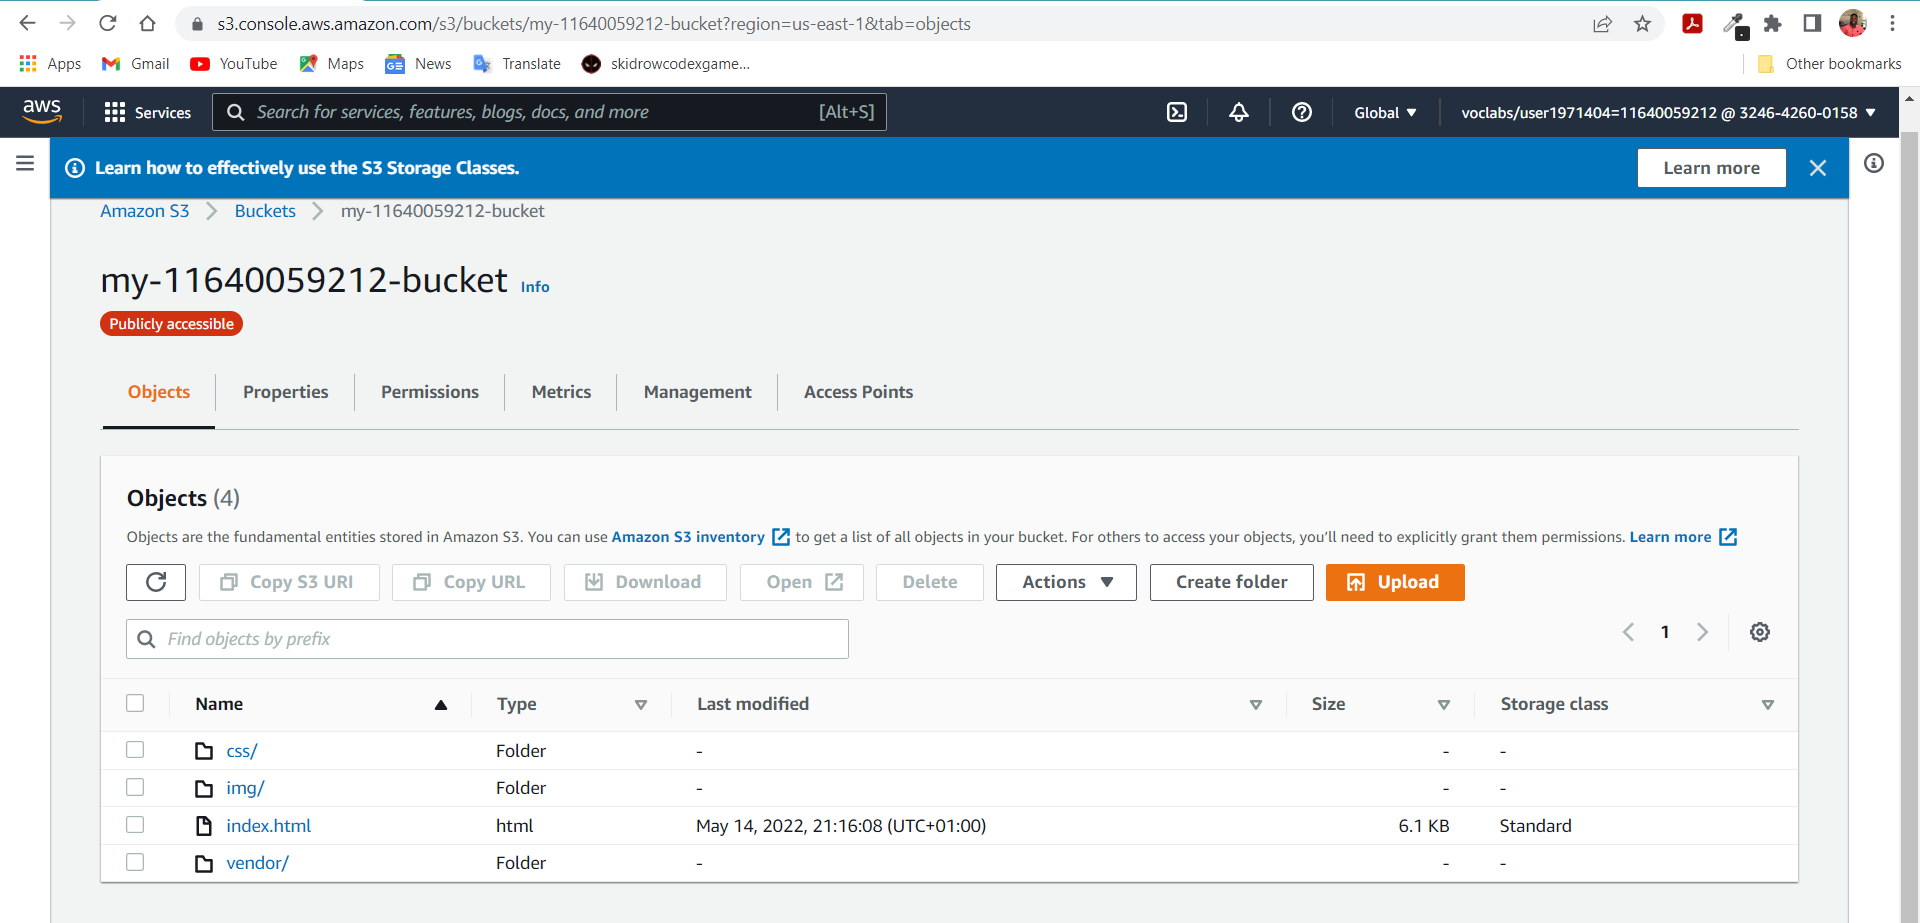 s3.console.aws.amazon.com/s3/buckets/my-11640059212-bucket?region=us-east-1&tab=objects
Apps Gmail YouTube Maps News Translate skidrowcodexgame... Other bookmarks
aws Services Search for services, features, blogs, docs, and more [Alt+S] Global voclabs/user1971404=11640059212 @ 3246-4260-0158
Learn how to effectively use the S3 Storage Classes. Learn more
Amazon S3 Buckets my-11640059212-bucket
my-11640059212-bucket Info
Publicly accessible
Objects Properties Permissions Metrics Management Access Points
Objects (4)
Objects are the fundamental entities stored in Amazon S3. You can use Amazon S3 inventory to get a list of all objects in your bucket. For others to access your objects, you'll need to explicitly grant them permissions. Learn more
Copy S3 URI Copy URL Download Open Delete Actions Create folder Upload
Find objects by prefix 1
Name Type Last modified Size Storage class
css/ Folder - - -
img/ Folder - - -
index.html html May 14, 2022, 21:16:08 (UTC+01:00) 6.1 KB Standard
vendor/ Folder - - -